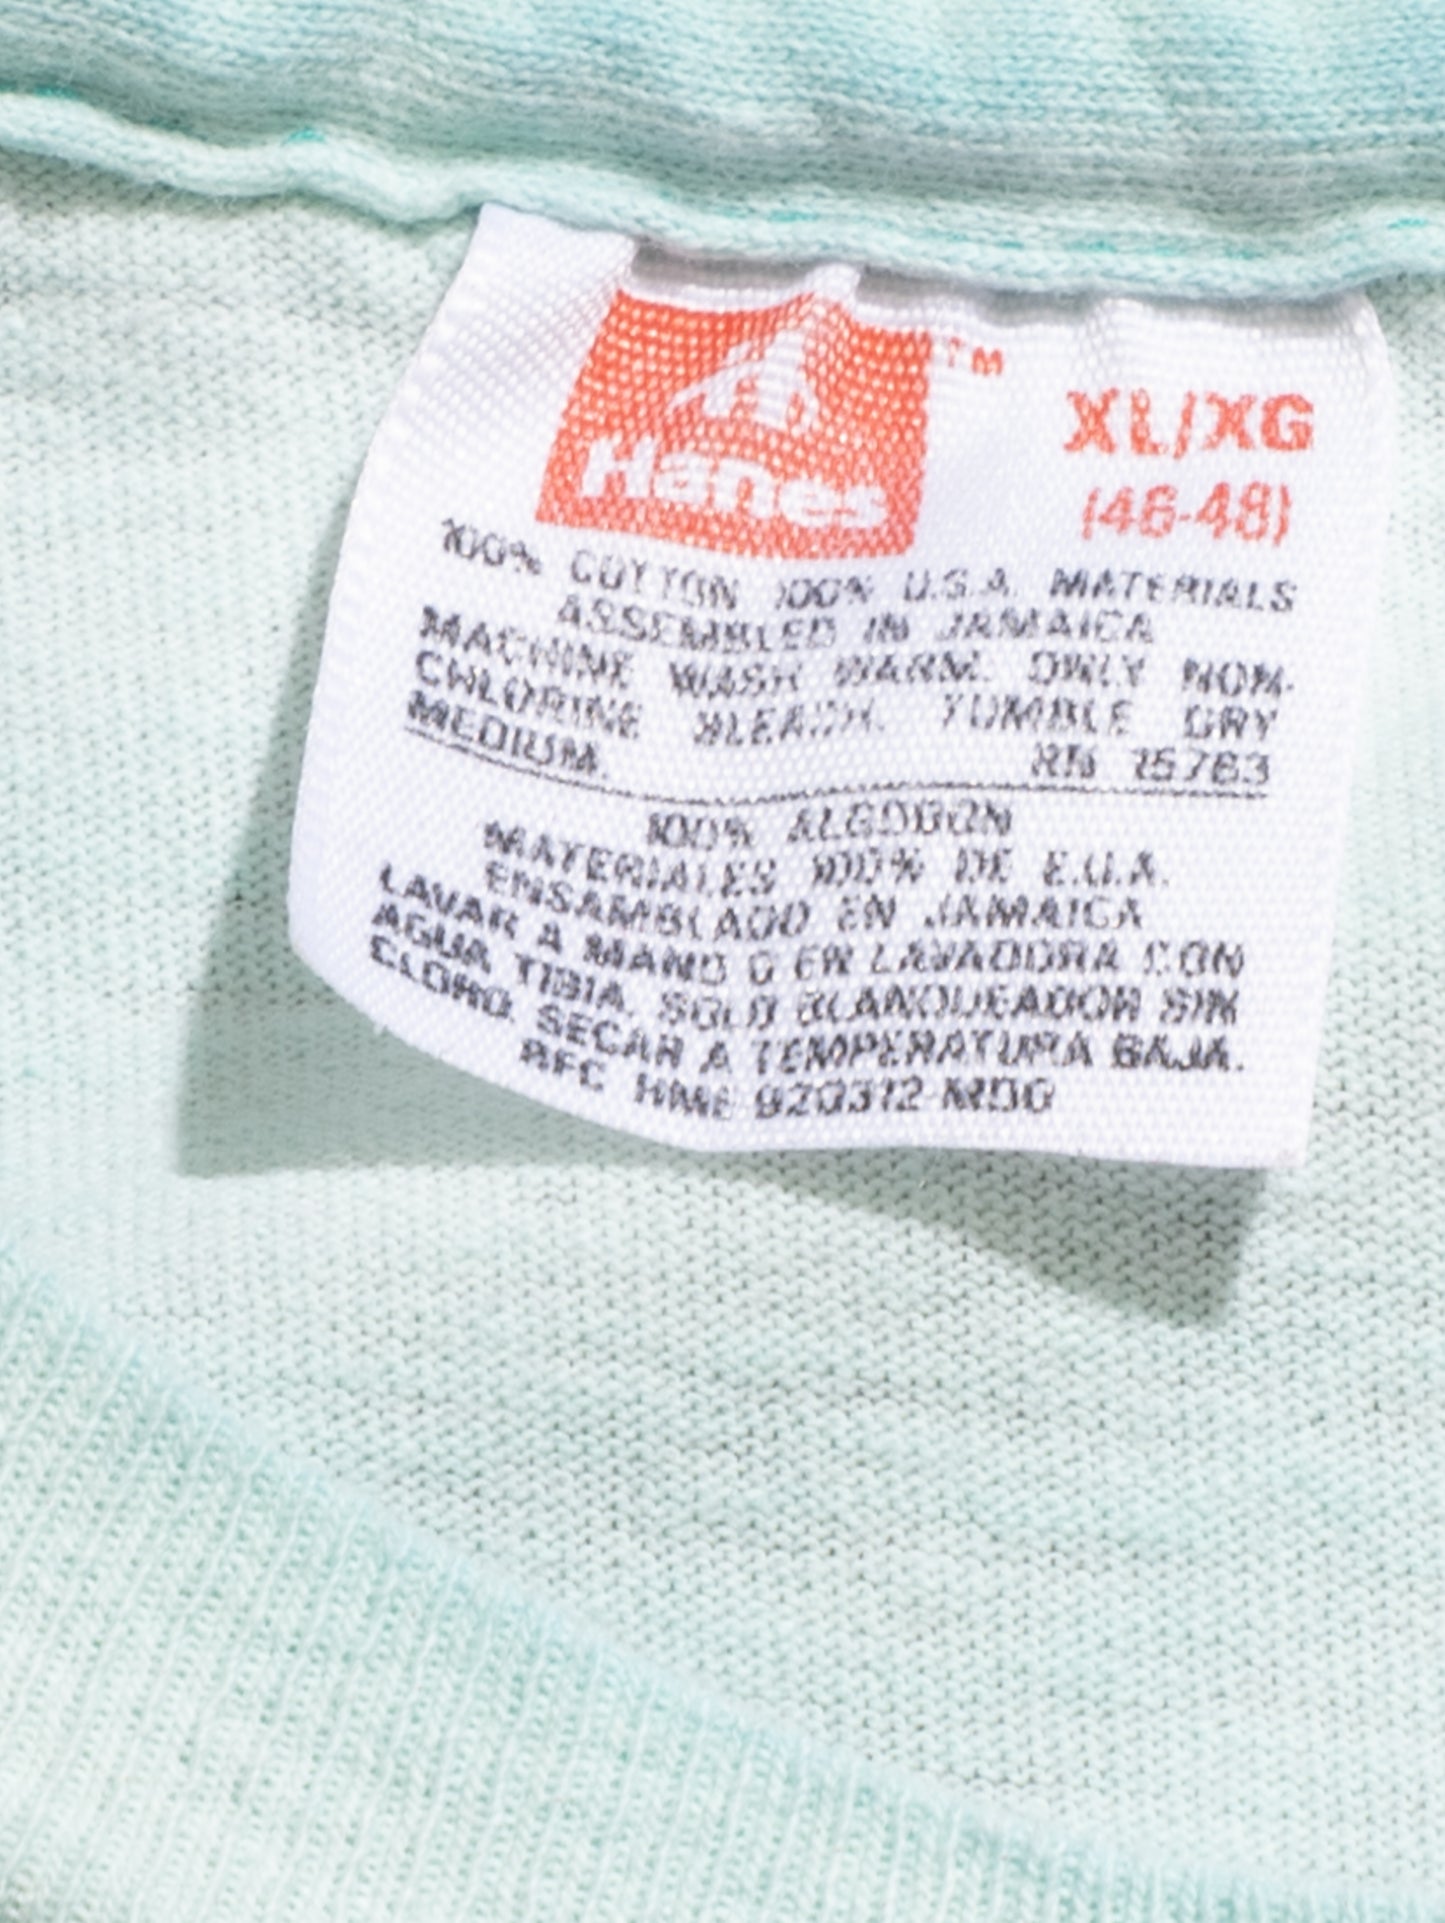 Hanes TM
XL/XG
(46-48)
100% COTTON 100% U.S.A. MATERIALS
ASSEMBLED IN JAMAICA
MACHINE WASH WARM. ONLY NON-
CHLORINE BLEACH. TUMBLE DRY
MEDIUM. RN 15763
100% ALGODON
MATERIALES 100% DE E.U.A.
ENSAMBLADO EN JAMAICA
LAVAR A MANO O EN LAVADORA CON
AGUA TIBIA. SOLO BLANQUEADOR SIN
CLORO. SECAR A TEMPERATURA BAJA.
RFC HME 920312